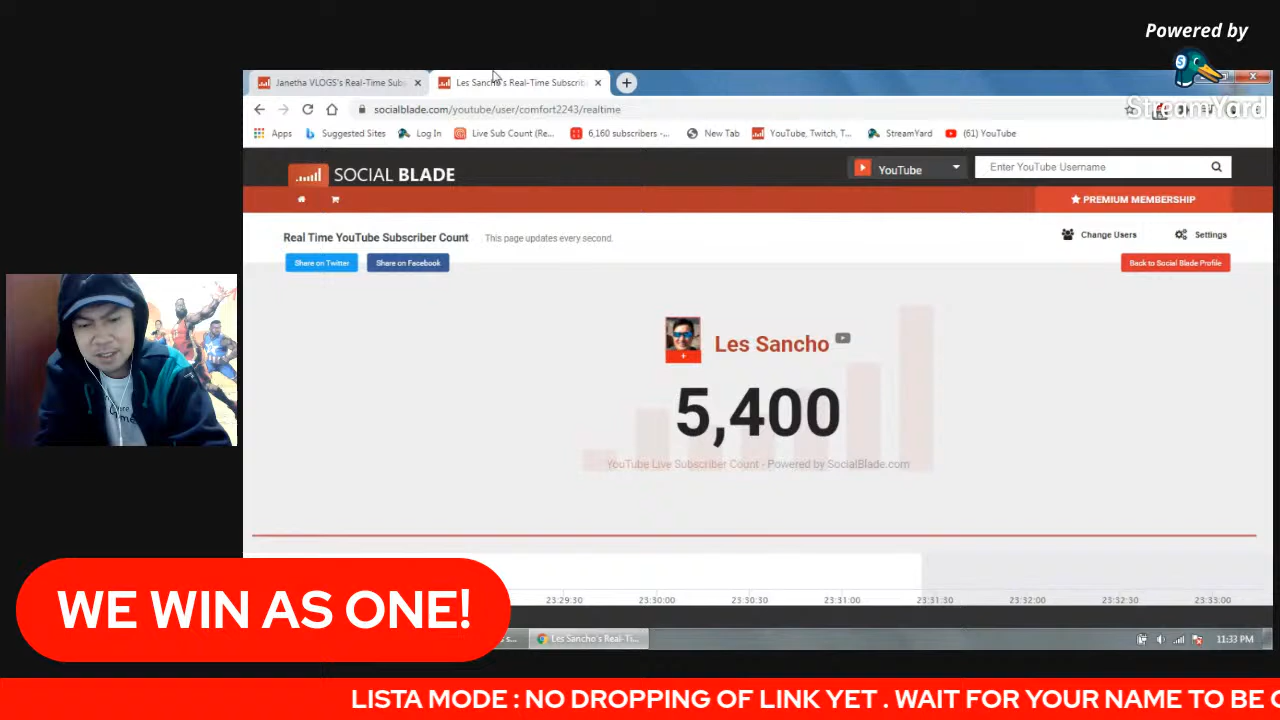 Powered by
StreamYard
Janetha VLOGS's Real-Time Sub
Les Sancho's Real-Time Subscrib
socialblade.com/youtube/user/comfort2243/realtime
Apps Suggested Sites Log In Live Sub Count (Re... 6,160 subscribers -... New Tab YouTube, Twitch, T... StreamYard (61) YouTube
SOCIAL BLADE
YouTube
Enter YouTube Username
PREMIUM MEMBERSHIP
Real Time YouTube Subscriber Count
This page updates every second.
Change Users
Settings
Share on Twitter
Share on Facebook
Back to Social Blade Profile
Les Sancho
5,400
YouTube Live Subscriber Count - Powered by SocialBlade.com
23:29:30 23:30:00 23:30:30 23:31:00 23:31:30 23:32:00 23:32:30 23:33:00
WE WIN AS ONE!
Les Sancho's Real-Ti...
11:33 PM
LISTA MODE : NO DROPPING OF LINK YET . WAIT FOR YOUR NAME TO BE